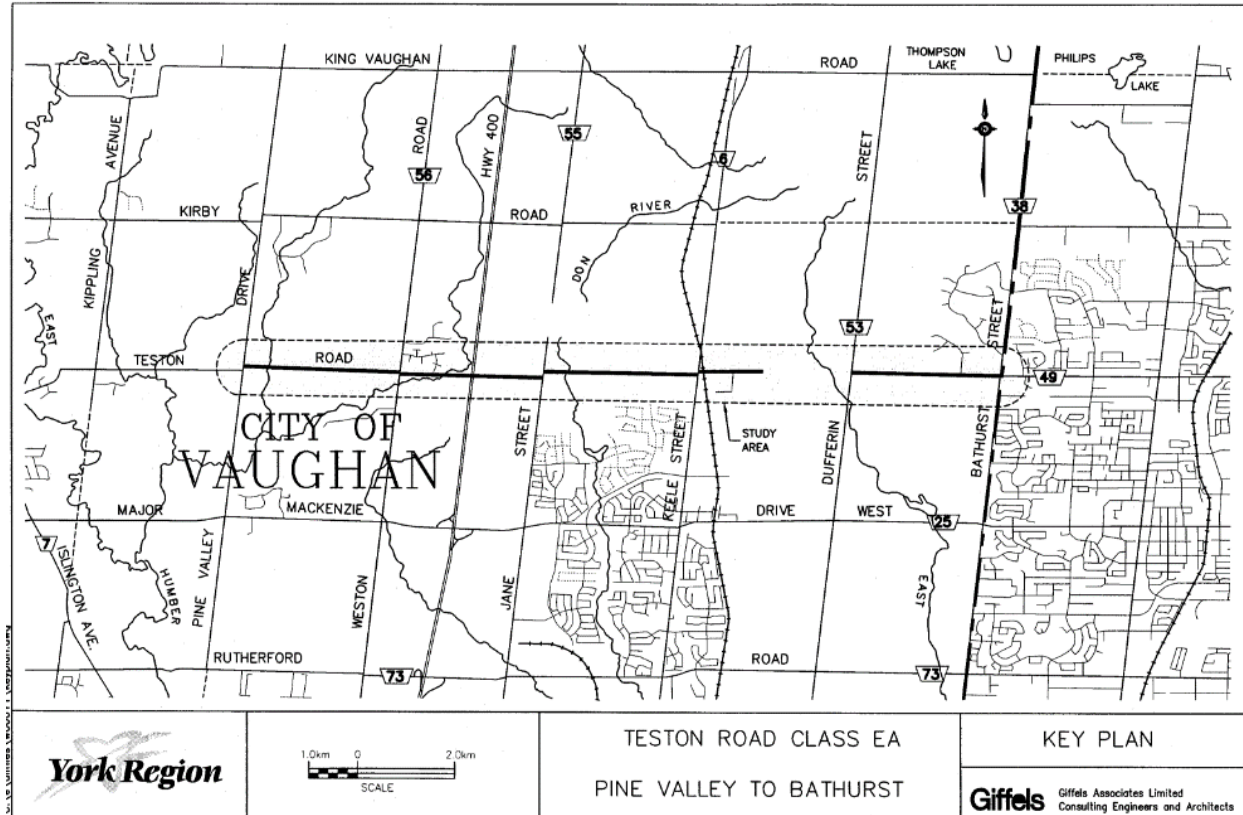 KING VAUGHAN ROAD
THOMPSON LAKE
PHILIPS LAKE
AVENUE
ROAD
HWY 400
55
56
6
STREET
38
KIRBY ROAD
DON RIVER
KIPPLING
DRIVE
EAST
53
STREET
TESTON ROAD
49
CITY OF
VAUGHAN
STREET
STREET
STUDY
AREA
DUFFERIN
BATHURST
KEELE
MAJOR MACKENZIE DRIVE WEST
25
7
ISLINGTON AVE.
HUMBER
PINE VALLEY
WESTON
JANE
EAST
RUTHERFORD ROAD
73
73
York Region
1.0km 0 2.0km
SCALE
TESTON ROAD CLASS EA
PINE VALLEY TO BATHURST
KEY PLAN
Giffels
Giffels Associates Limited
Consulting Engineers and Architects